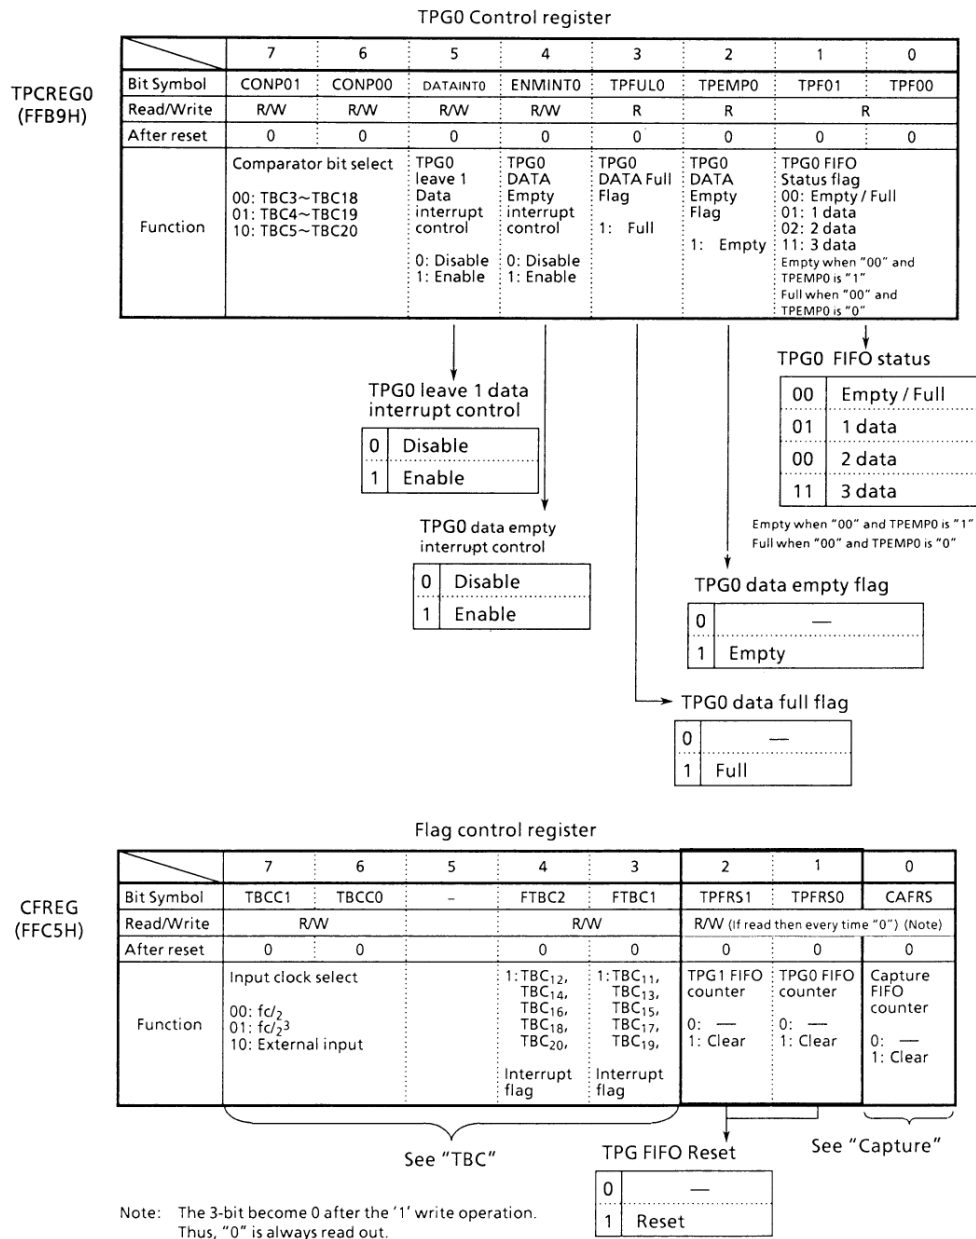 TPG0 Control register
TPCREG0
(FFB9H)
7 6 5 4 3 2 1 0
Bit Symbol CONP01 CONP00 DATAINT0 ENMINT0 TPFUL0 TPEMP0 TPF01 TPF00
Read/Write R/W R/W R/W R/W R R R
After reset 0 0 0 0 0 0 0 0
Function
Comparator bit select
00: TBC3~TBC18
01: TBC4~TBC19
10: TBC5~TBC20
TPG0
leave 1
Data
interrupt
control
0: Disable
1: Enable
TPG0
DATA
Empty
interrupt
control
0: Disable
1: Enable
TPG0
DATA Full
Flag
1: Full
TPG0
DATA
Empty
Flag
1: Empty
TPG0 FIFO
Status flag
00: Empty / Full
01: 1 data
02: 2 data
11: 3 data
Empty when "00" and
TPEMP0 is "1"
Full when "00" and
TPEMP0 is "0"
TPG0 FIFO status
00 Empty / Full
01 1 data
00 2 data
11 3 data
Empty when "00" and TPEMP0 is "1"
Full when "00" and TPEMP0 is "0"
TPG0 leave 1 data
interrupt control
0 Disable
1 Enable
TPG0 data empty
interrupt control
0 Disable
1 Enable
TPG0 data empty flag
0 —
1 Empty
TPG0 data full flag
0 —
1 Full
Flag control register
CFREG
(FFC5H)
7 6 5 4 3 2 1 0
Bit Symbol TBCC1 TBCC0 - FTBC2 FTBC1 TPFRS1 TPFRS0 CAFRS
Read/Write R/W R/W R/W (If read then every time "0") (Note)
After reset 0 0 0 0 0 0 0
Function
Input clock select
00: fc/2
01: fc/2³
10: External input
1: TBC12,
TBC14,
TBC16,
TBC18,
TBC20,
Interrupt
flag
1: TBC11,
TBC13,
TBC15,
TBC17,
TBC19,
Interrupt
flag
TPG1 FIFO
counter
0: —
1: Clear
TPG0 FIFO
counter
0: —
1: Clear
Capture
FIFO
counter
0: —
1: Clear
See "TBC"
TPG FIFO Reset
0 —
1 Reset
See "Capture"
Note: The 3-bit become 0 after the '1' write operation.
Thus, "0" is always read out.